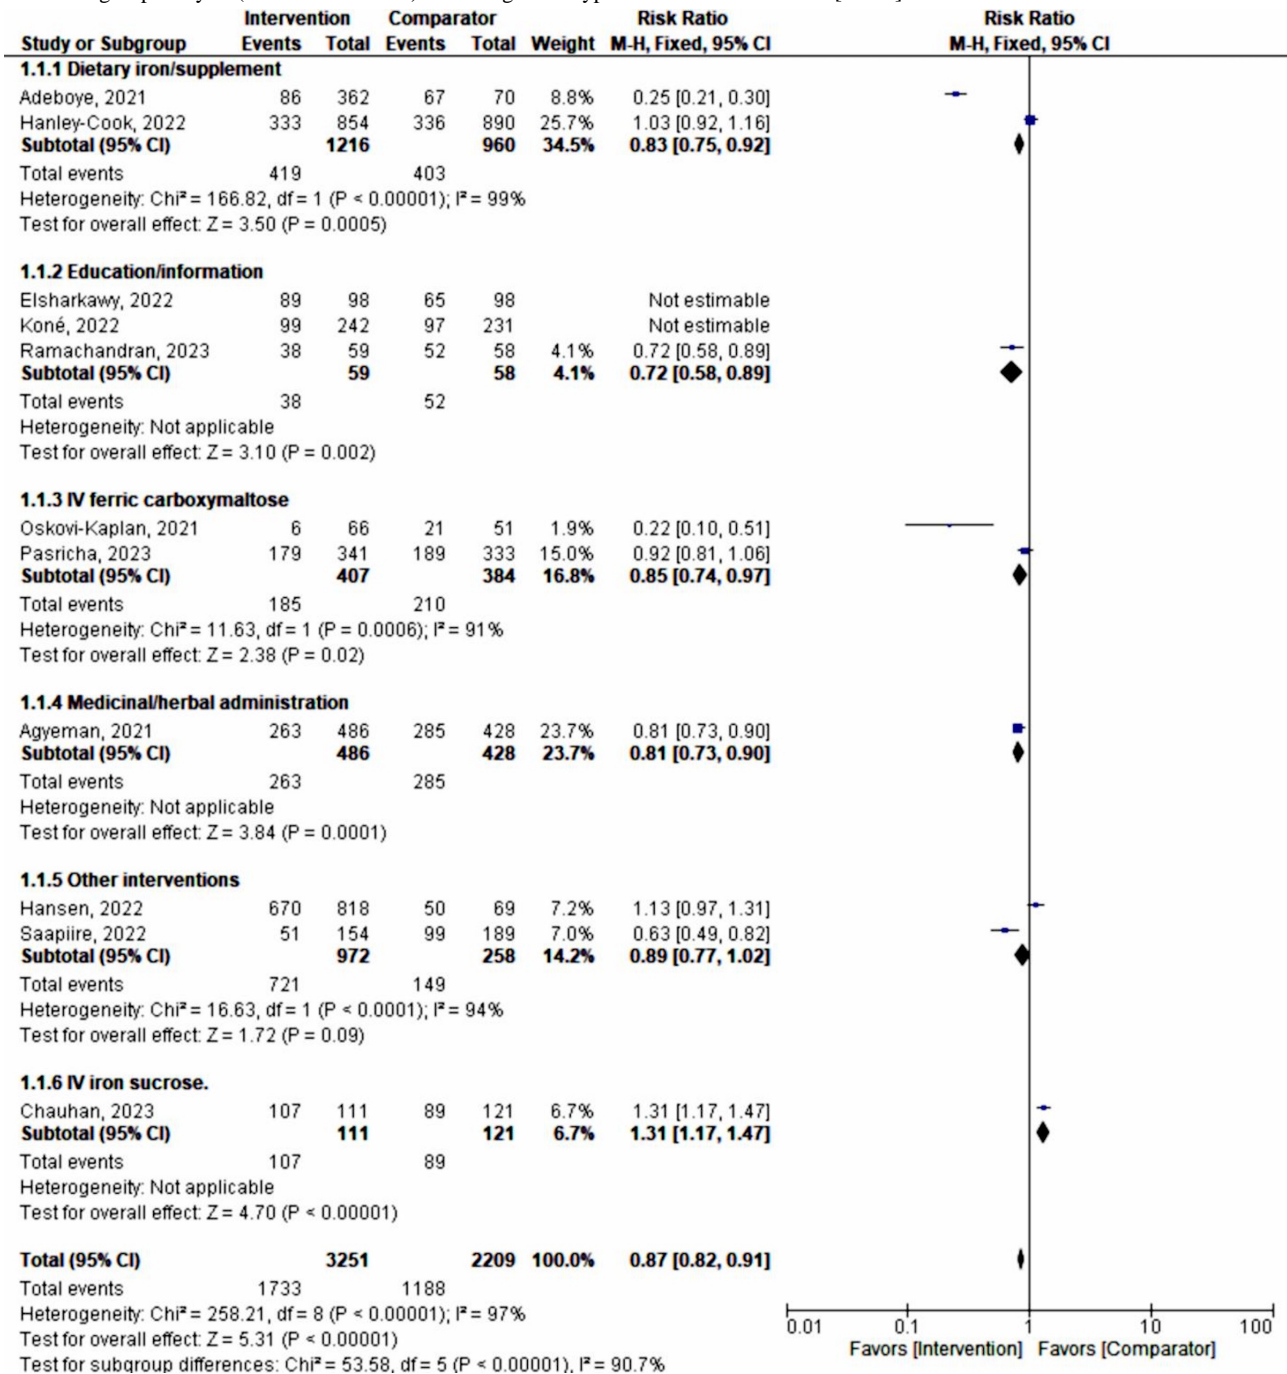 Intervention Comparator Risk Ratio Risk Ratio
Study or Subgroup Events Total Events Total Weight M-H, Fixed, 95% CI M-H, Fixed, 95% CI
1.1.1 Dietary iron/supplement
Adeboye, 2021 86 362 67 70 8.8% 0.25 [0.21, 0.30]
Hanley-Cook, 2022 333 854 336 890 25.7% 1.03 [0.92, 1.16]
Subtotal (95% CI) 1216 960 34.5% 0.83 [0.75, 0.92]
Total events 419 403
Heterogeneity: Chi² = 166.82, df = 1 (P < 0.00001); I² = 99%
Test for overall effect: Z = 3.50 (P = 0.0005)
1.1.2 Education/information
Elsharkawy, 2022 89 98 65 98 Not estimable
Koné, 2022 99 242 97 231 Not estimable
Ramachandran, 2023 38 59 52 58 4.1% 0.72 [0.58, 0.89]
Subtotal (95% CI) 59 58 4.1% 0.72 [0.58, 0.89]
Total events 38 52
Heterogeneity: Not applicable
Test for overall effect: Z = 3.10 (P = 0.002)
1.1.3 IV ferric carboxymaltose
Oskovi-Kaplan, 2021 6 66 21 51 1.9% 0.22 [0.10, 0.51]
Pasricha, 2023 179 341 189 333 15.0% 0.92 [0.81, 1.06]
Subtotal (95% CI) 407 384 16.8% 0.85 [0.74, 0.97]
Total events 185 210
Heterogeneity: Chi² = 11.63, df = 1 (P = 0.0006); I² = 91%
Test for overall effect: Z = 2.38 (P = 0.02)
1.1.4 Medicinal/herbal administration
Agyeman, 2021 263 486 285 428 23.7% 0.81 [0.73, 0.90]
Subtotal (95% CI) 486 428 23.7% 0.81 [0.73, 0.90]
Total events 263 285
Heterogeneity: Not applicable
Test for overall effect: Z = 3.84 (P = 0.0001)
1.1.5 Other interventions
Hansen, 2022 670 818 50 69 7.2% 1.13 [0.97, 1.31]
Saapiire, 2022 51 154 99 189 7.0% 0.63 [0.49, 0.82]
Subtotal (95% CI) 972 258 14.2% 0.89 [0.77, 1.02]
Total events 721 149
Heterogeneity: Chi² = 16.63, df = 1 (P < 0.0001); I² = 94%
Test for overall effect: Z = 1.72 (P = 0.09)
1.1.6 IV iron sucrose.
Chauhan, 2023 107 111 89 121 6.7% 1.31 [1.17, 1.47]
Subtotal (95% CI) 111 121 6.7% 1.31 [1.17, 1.47]
Total events 107 89
Heterogeneity: Not applicable
Test for overall effect: Z = 4.70 (P < 0.00001)
Total (95% CI) 3251 2209 100.0% 0.87 [0.82, 0.91]
Total events 1733 1188
Heterogeneity: Chi² = 258.21, df = 8 (P < 0.00001); I² = 97%
Test for overall effect: Z = 5.31 (P < 0.00001)
Test for subgroup differences: Chi² = 53.58, df = 5 (P < 0.00001), I² = 90.7%
0.01 0.1 1 10 100
Favors [Intervention] Favors [Comparator]